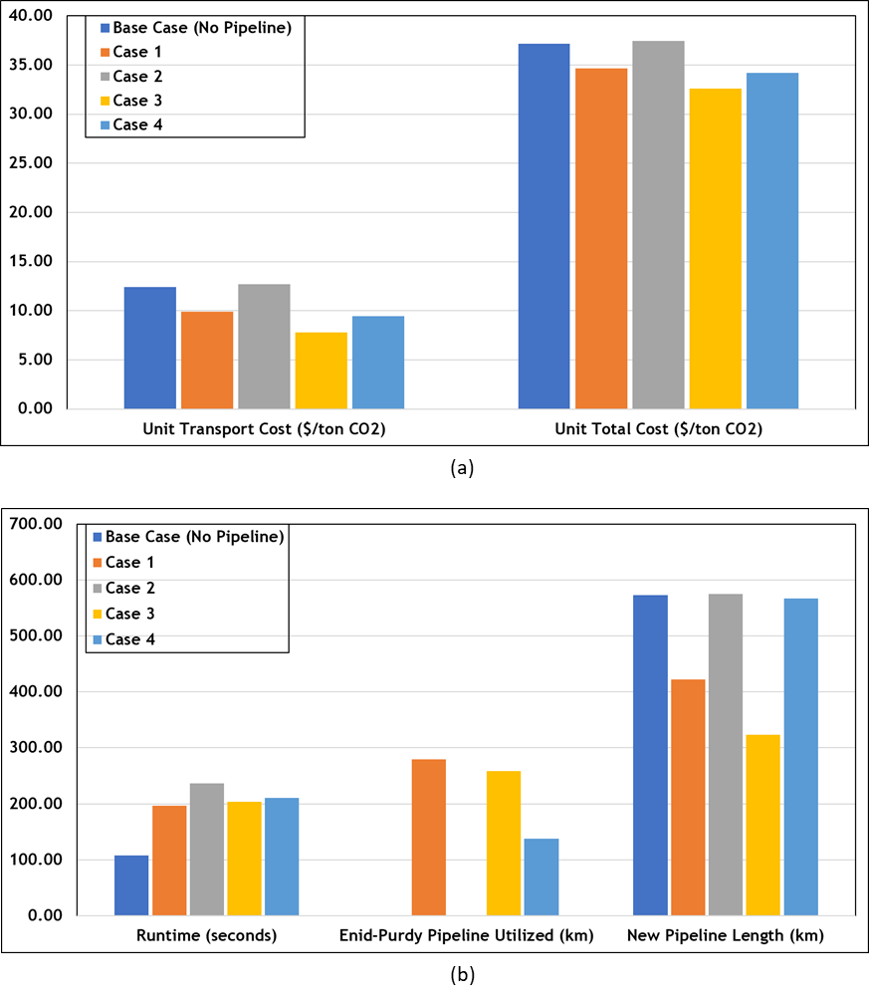 40.00
35.00
30.00
25.00
20.00
15.00
10.00
5.00
0.00
Base Case (No Pipeline)
Case 1
Case 2
Case 3
Case 4
Unit Transport Cost ($/ton CO2)
Unit Total Cost ($/ton CO2)
(a)
700.00
600.00
500.00
400.00
300.00
200.00
100.00
0.00
Base Case (No Pipeline)
Case 1
Case 2
Case 3
Case 4
Runtime (seconds)
Enid-Purdy Pipeline Utilized (km)
New Pipeline Length (km)
(b)